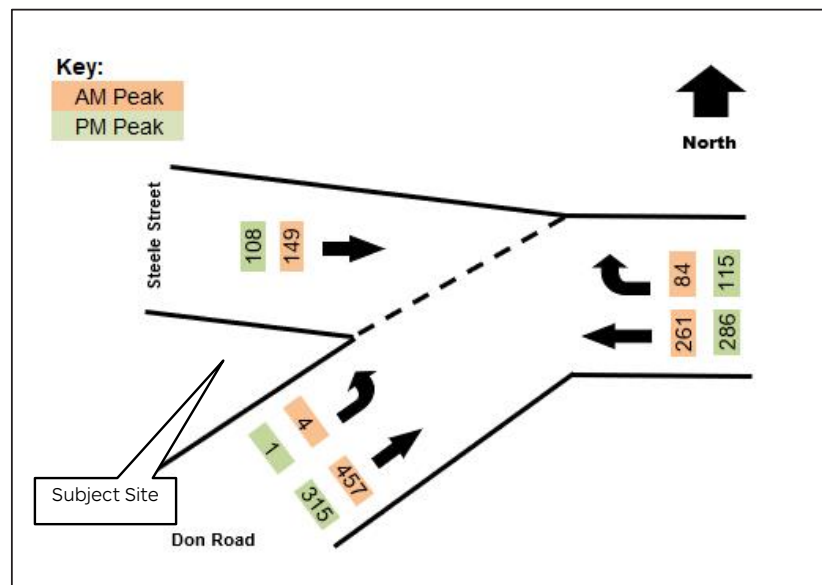 Key:
AM Peak
PM Peak
North
Steele Street
108
149
84
115
261
286
4
1
457
315
Subject Site
Don Road